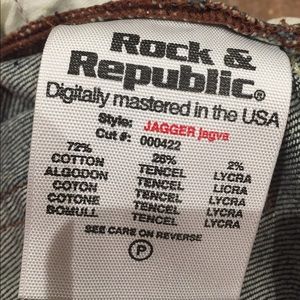 Rock &
Republic®
Digitally mastered in the USA
Style: JAGGER jagva
Cut #: 000422
72% 26% 2%
COTTON TENCEL LYCRA
ALGODON TENCEL LICRA
COTON TENCEL LYCRA
COTONE TENCEL LYCRA
BOMULL TENCEL LYCRA
SEE CARE ON REVERSE
P